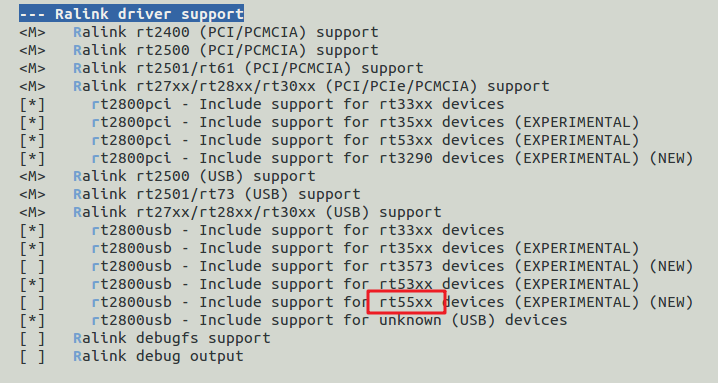 --- Ralink driver support
<M> Ralink rt2400 (PCI/PCMCIA) support
<M> Ralink rt2500 (PCI/PCMCIA) support
<M> Ralink rt2501/rt61 (PCI/PCMCIA) support
<M> Ralink rt27xx/rt28xx/rt30xx (PCI/PCIe/PCMCIA) support
[*] rt2800pci - Include support for rt33xx devices
[*] rt2800pci - Include support for rt35xx devices (EXPERIMENTAL)
[*] rt2800pci - Include support for rt53xx devices (EXPERIMENTAL)
[*] rt2800pci - Include support for rt3290 devices (EXPERIMENTAL) (NEW)
<M> Ralink rt2500 (USB) support
<M> Ralink rt2501/rt73 (USB) support
<M> Ralink rt27xx/rt28xx/rt30xx (USB) support
[*] rt2800usb - Include support for rt33xx devices
[*] rt2800usb - Include support for rt35xx devices (EXPERIMENTAL)
[ ] rt2800usb - Include support for rt3573 devices (EXPERIMENTAL) (NEW)
[*] rt2800usb - Include support for rt53xx devices (EXPERIMENTAL)
[ ] rt2800usb - Include support for rt55xx devices (EXPERIMENTAL) (NEW)
[*] rt2800usb - Include support for unknown (USB) devices
[ ] Ralink debugfs support
[ ] Ralink debug output